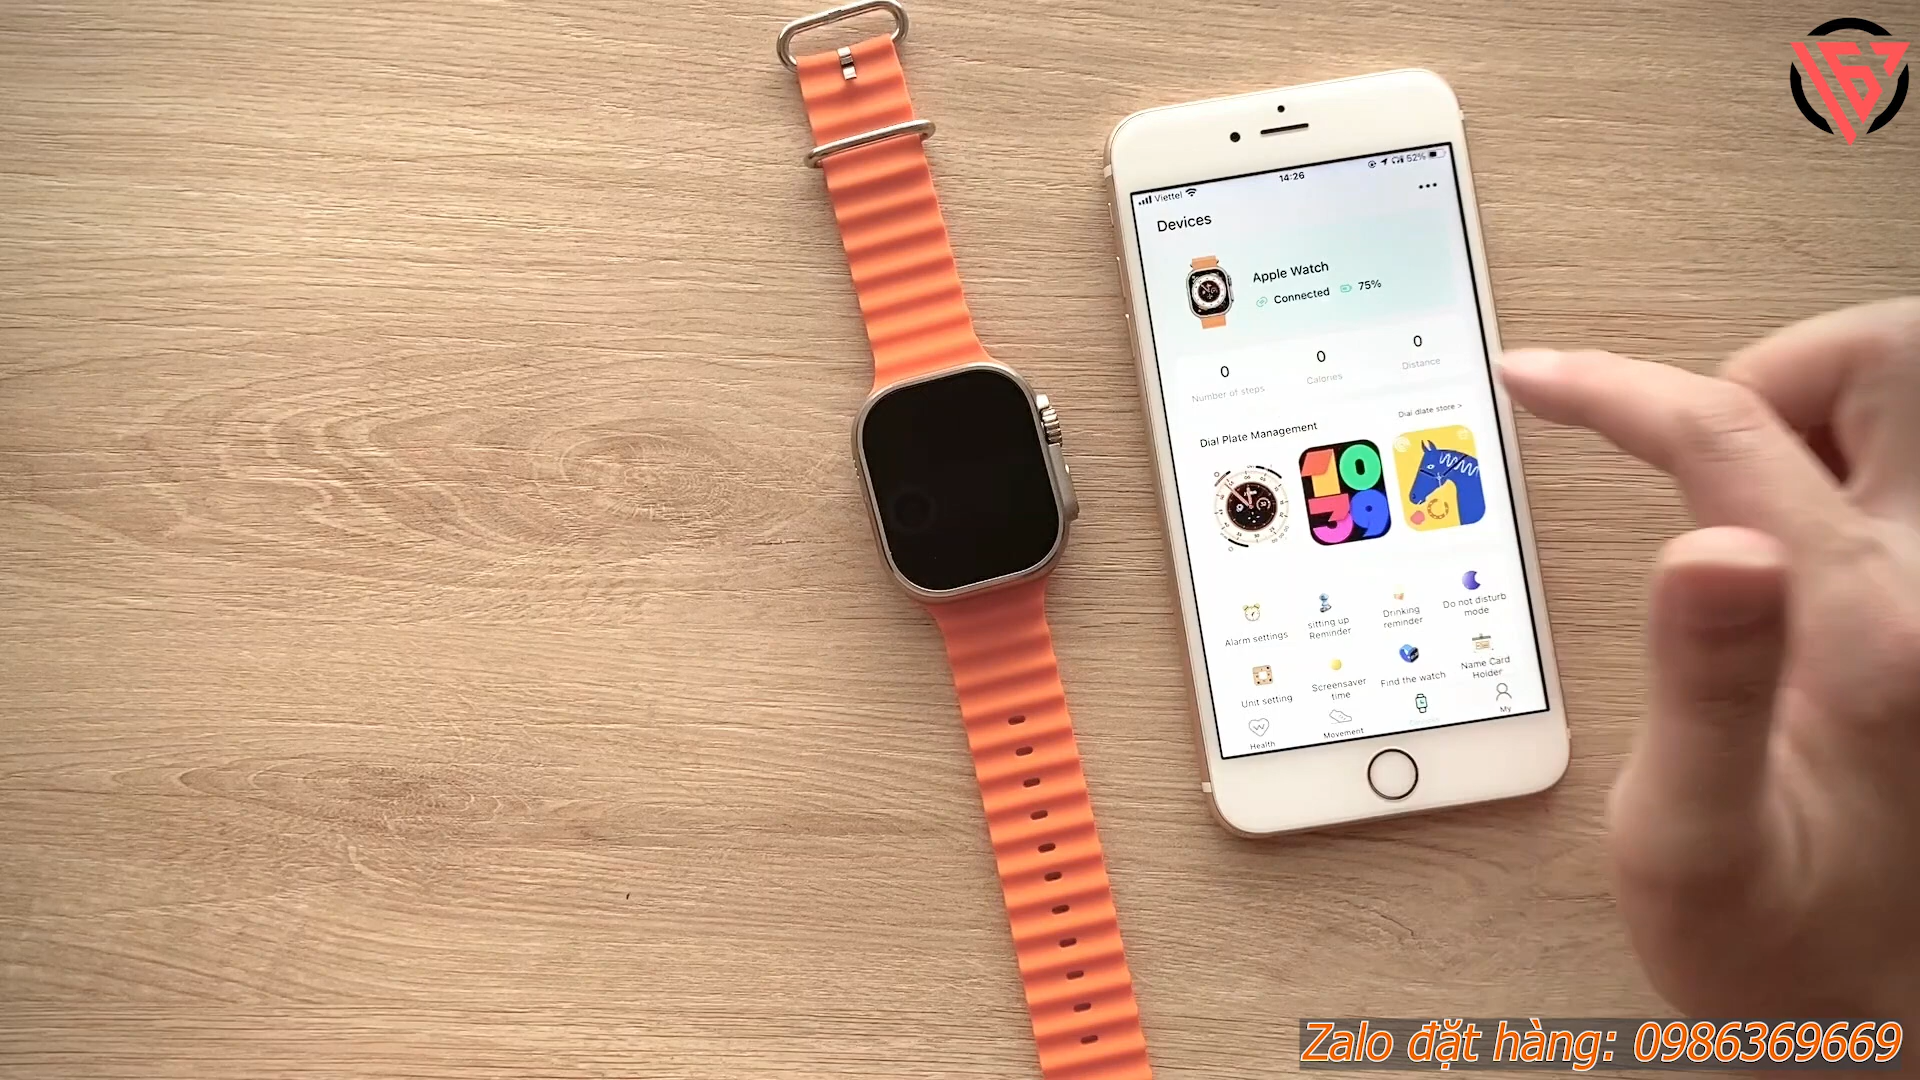 Viettel
14:26
52%
Devices
Apple Watch
Connected
75%
0
0
0
Number of steps
Calories
Distance
Dial dlate store >
Dial Plate Management
10
39
Alarm settings
sitting up
Reminder
Drinking
reminder
Do not disturb
mode
Unit setting
Screensaver
time
Find the watch
Name Card
Holder
Health
Movement
My
Zalo đặt hàng: 0986369669